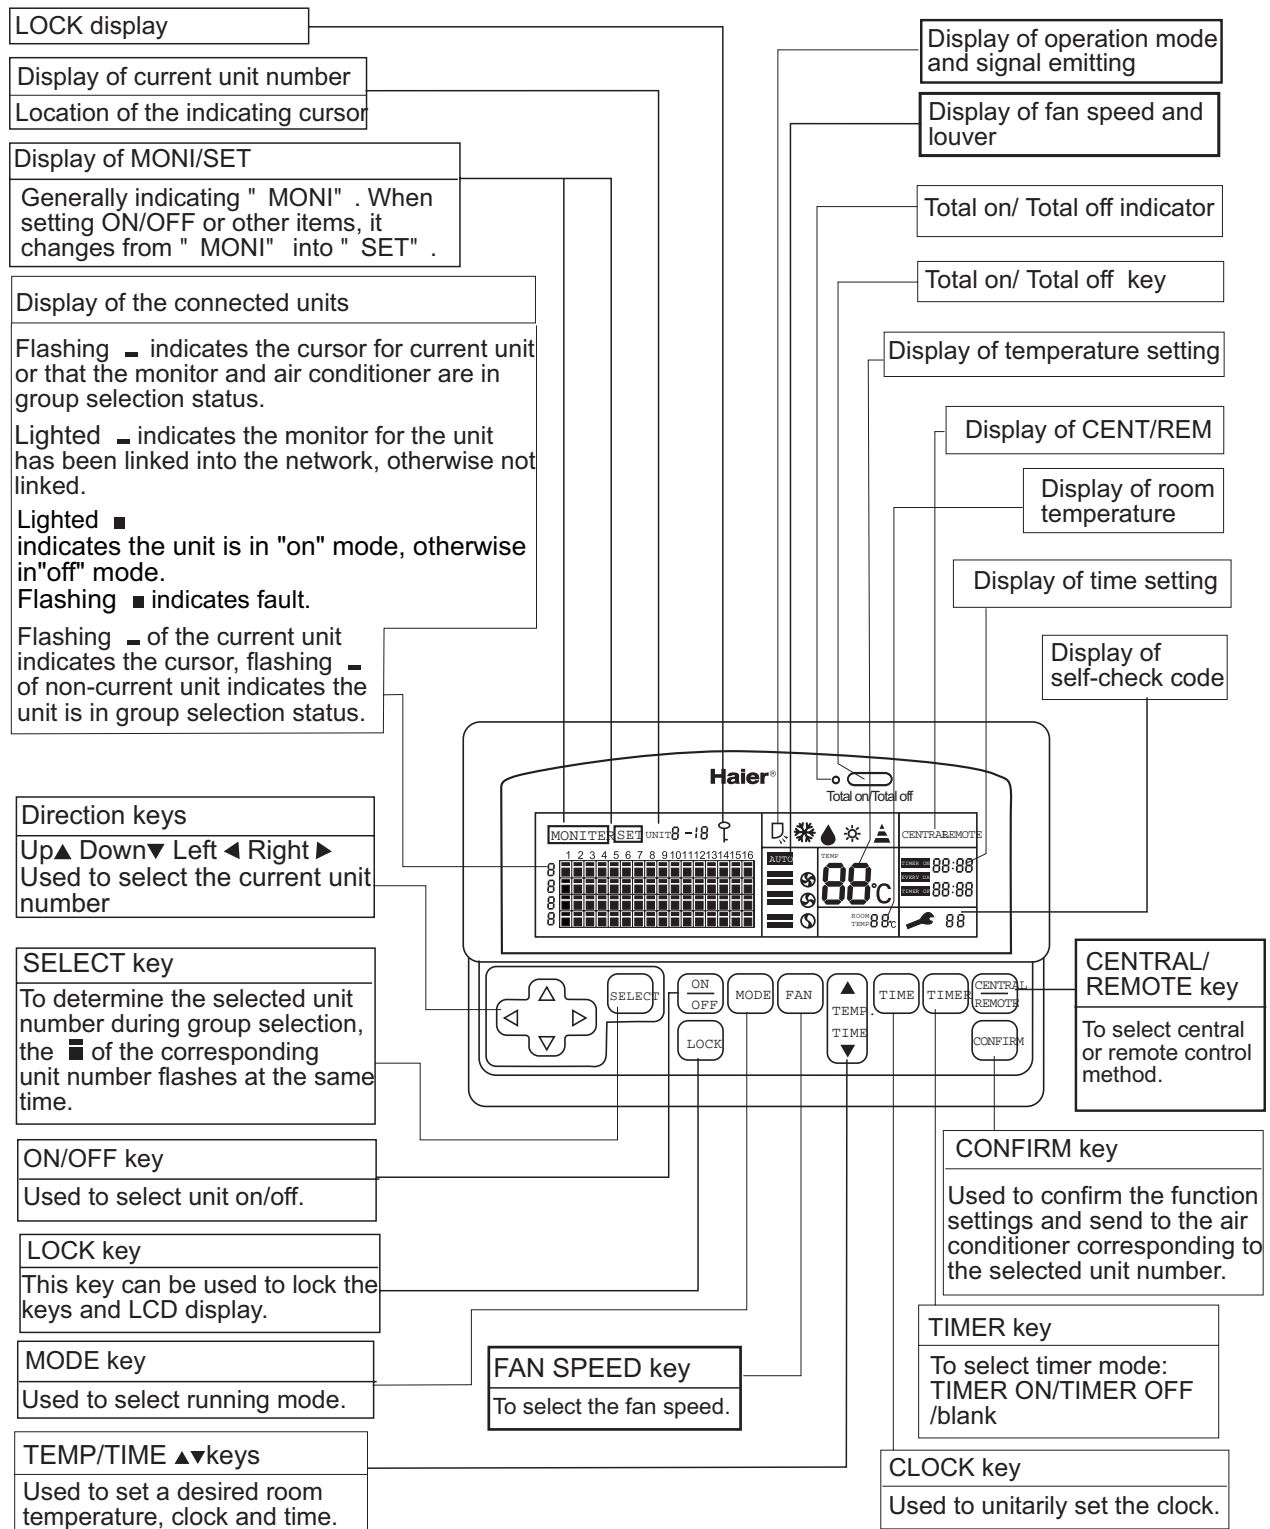 LOCK display
Display of current unit number
Location of the indicating cursor
Display of MONI/SET
Generally indicating " MONI" . When
setting ON/OFF or other items, it
changes from " MONI" into " SET" .
Display of the connected units
Flashing ▬ indicates the cursor for current unit
or that the monitor and air conditioner are in
group selection status.
Lighted ▬ indicates the monitor for the unit
has been linked into the network, otherwise not
linked.
Lighted ■
indicates the unit is in "on" mode, otherwise
in"off" mode.
Flashing ■ indicates fault.
Flashing ▬ of the current unit
indicates the cursor, flashing ▬
of non-current unit indicates the
unit is in group selection status.
Direction keys
Up▲ Down▼ Left ◀ Right ▶
Used to select the current unit
number
SELECT key
To determine the selected unit
number during group selection,
the of the corresponding
unit number flashes at the same
time.
ON/OFF key
Used to select unit on/off.
LOCK key
This key can be used to lock the
keys and LCD display.
MODE key
Used to select running mode.
TEMP/TIME ▲▼keys
Used to set a desired room
temperature, clock and time.
FAN SPEED key
To select the fan speed.
Display of operation mode
and signal emitting
Display of fan speed and
louver
Total on/ Total off indicator
Total on/ Total off key
Display of temperature setting
Display of CENT/REM
Display of room
temperature
Display of time setting
Display of
self-check code
Haier®
Total on/Total off
MONITER SET UNIT8 -18
1 2 3 4 5 6 7 8 9 10 11 12 13 14 15 16
8
8
8
8
AUTO
TEMP
88°C
ROOM
TEMP 88°C
CENTRAL REMOTE
TIMER ON 88:88
EVERY DA
TIMER OF 88:88
88
SELECT
ON
OFF
MODE
FAN
TEMP.
TIME
TIME
TIMER
CENTRAL
REMOTE
LOCK
CONFIRM
CENTRAL/
REMOTE key
To select central
or remote control
method.
CONFIRM key
Used to confirm the function
settings and send to the air
conditioner corresponding to
the selected unit number.
TIMER key
To select timer mode:
TIMER ON/TIMER OFF
/blank
CLOCK key
Used to unitarily set the clock.